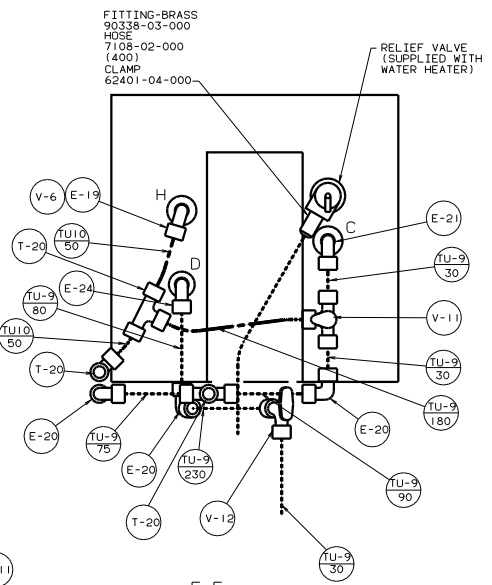 FITTING-BRASS
90338-03-000
HOSE
7108-02-000
(400)
CLAMP
62401-04-000
RELIEF VALVE
(SUPPLIED WITH
WATER HEATER)
V-6
E-19
H
C
E-21
TU10
50
T-20
D
TU-9
30
E-24
TU-9
80
V-11
TU10
50
T-20
TU-9
30
TU-9
180
E-20
TU-9
75
E-20
TU-9
230
E-20
TU-9
90
T-20
V-12
TU-9
30